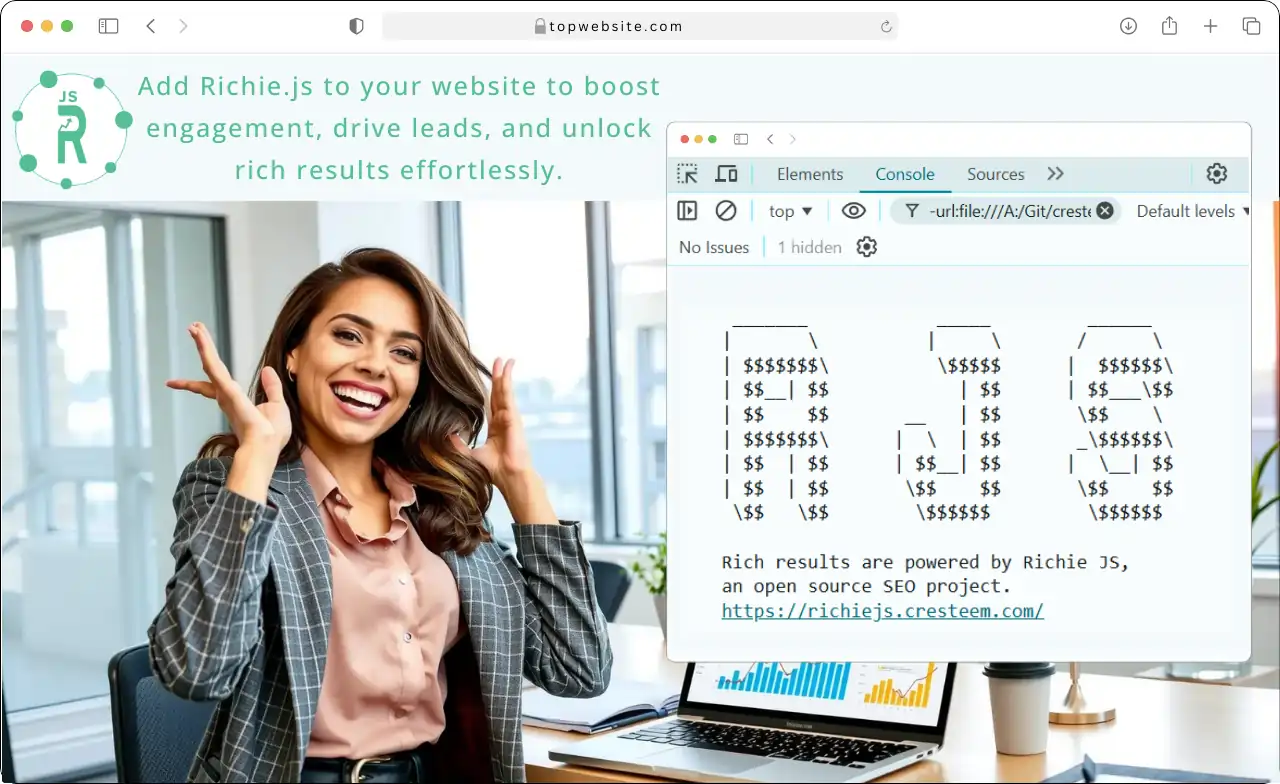 topwebsite.com
JS
R
Add Richie.js to your website to boost
engagement, drive leads, and unlock
rich results effortlessly.
Elements Console Sources
top ▼ -url:file:///A:/Git/creste Default levels ▼
No Issues 1 hidden
 _______            _____         ______
|       \          |     \       /      \
| $$$$$$$\          \$$$$$      |  $$$$$$\
| $$__| $$            | $$      | $$___\$$
| $$    $$       __   | $$       \$$    \
| $$$$$$$\      |  \  | $$       _\$$$$$$\
| $$  | $$      | $$__| $$      |  \__| $$
| $$  | $$       \$$    $$       \$$    $$
 \$$   \$$        \$$$$$$         \$$$$$$
Rich results are powered by Richie JS,
an open source SEO project.
https://richiejs.cresteem.com/